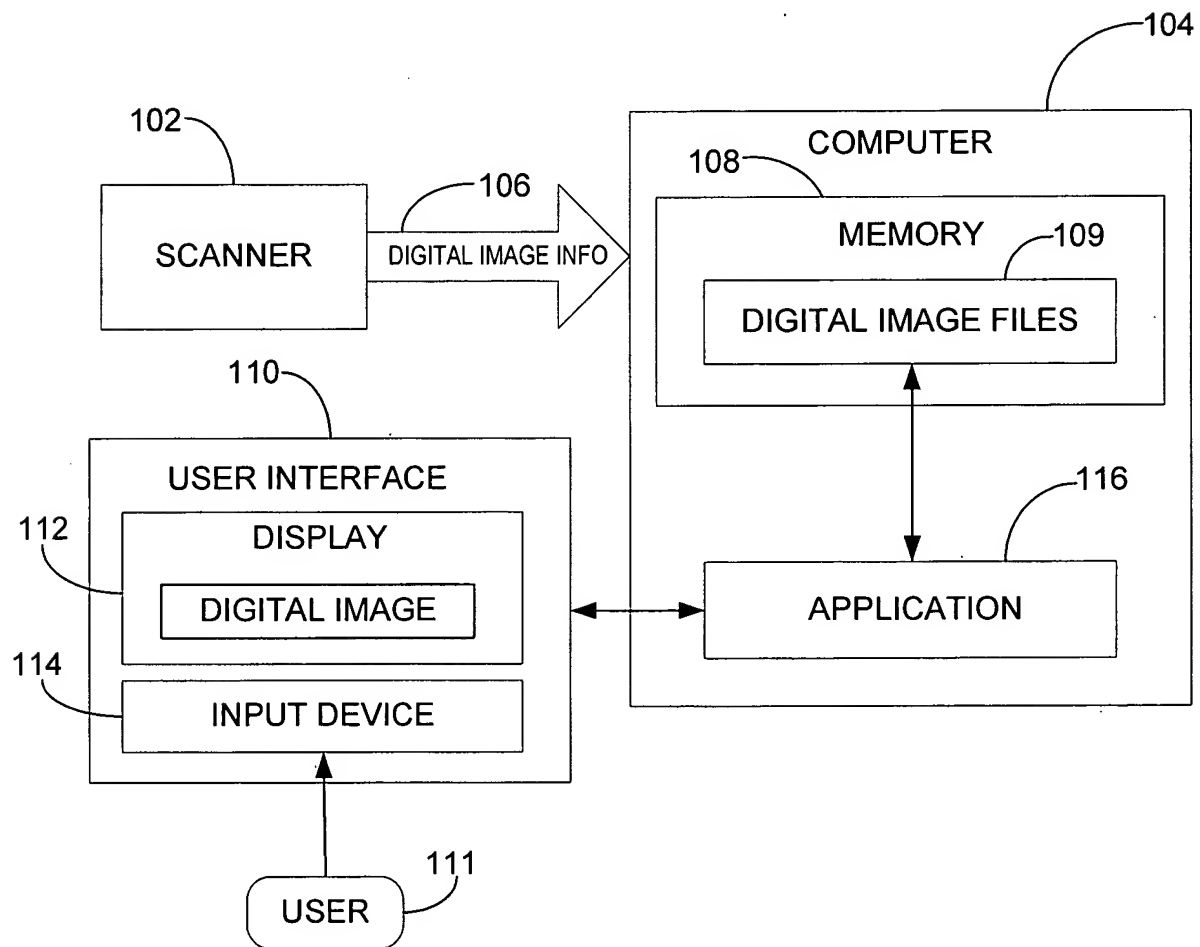 104
COMPUTER
102
108
106
SCANNER
DIGITAL IMAGE INFO
MEMORY
109
DIGITAL IMAGE FILES
110
USER INTERFACE
116
112
DISPLAY
DIGITAL IMAGE
APPLICATION
114
INPUT DEVICE
111
USER